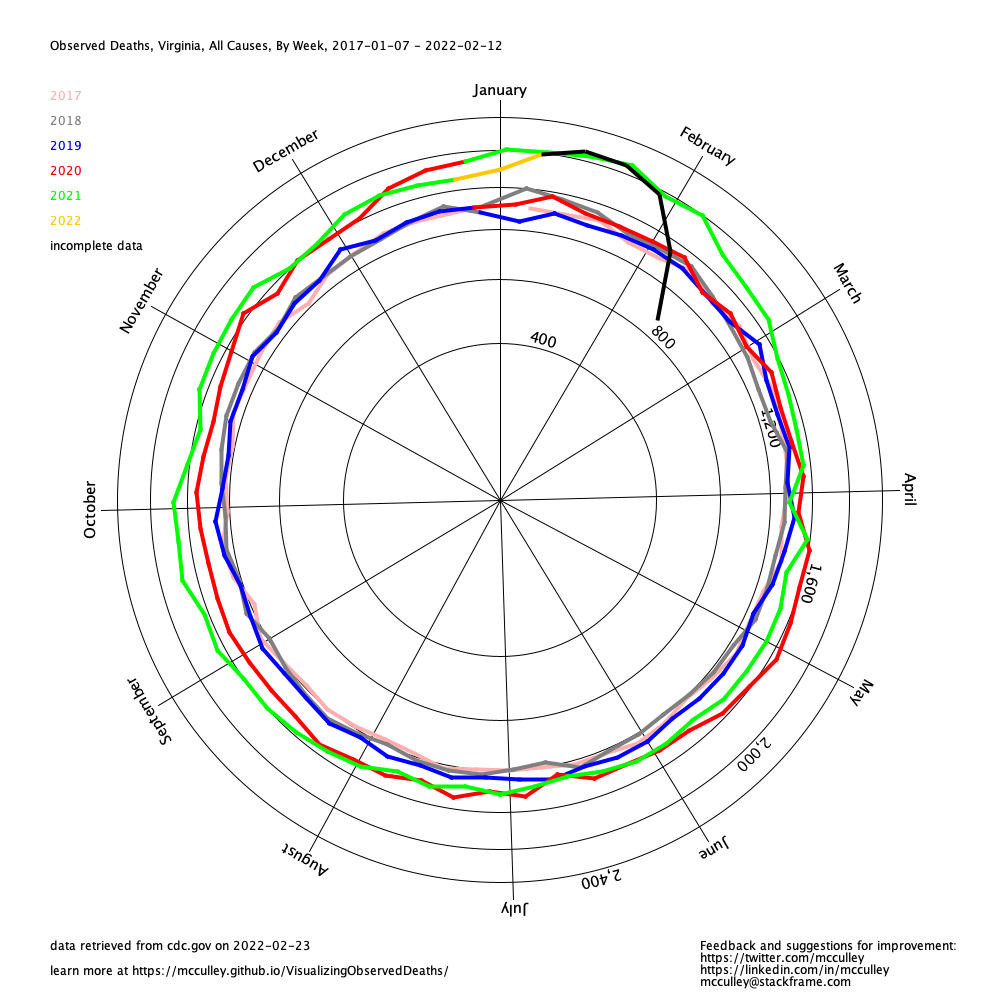 Observed Deaths, Virginia, All Causes, By Week, 2017-01-07 - 2022-02-12
2017
2018
2019
2020
2021
2022
incomplete data
January
February
March
April
May
June
July
August
September
October
November
December
400
800
1,200
1,600
2,000
2,400
data retrieved from cdc.gov on 2022-02-23
learn more at https://mcculley.github.io/VisualizingObservedDeaths/
Feedback and suggestions for improvement:
https://twitter.com/mcculley
https://linkedin.com/in/mcculley
mcculley@stackframe.com